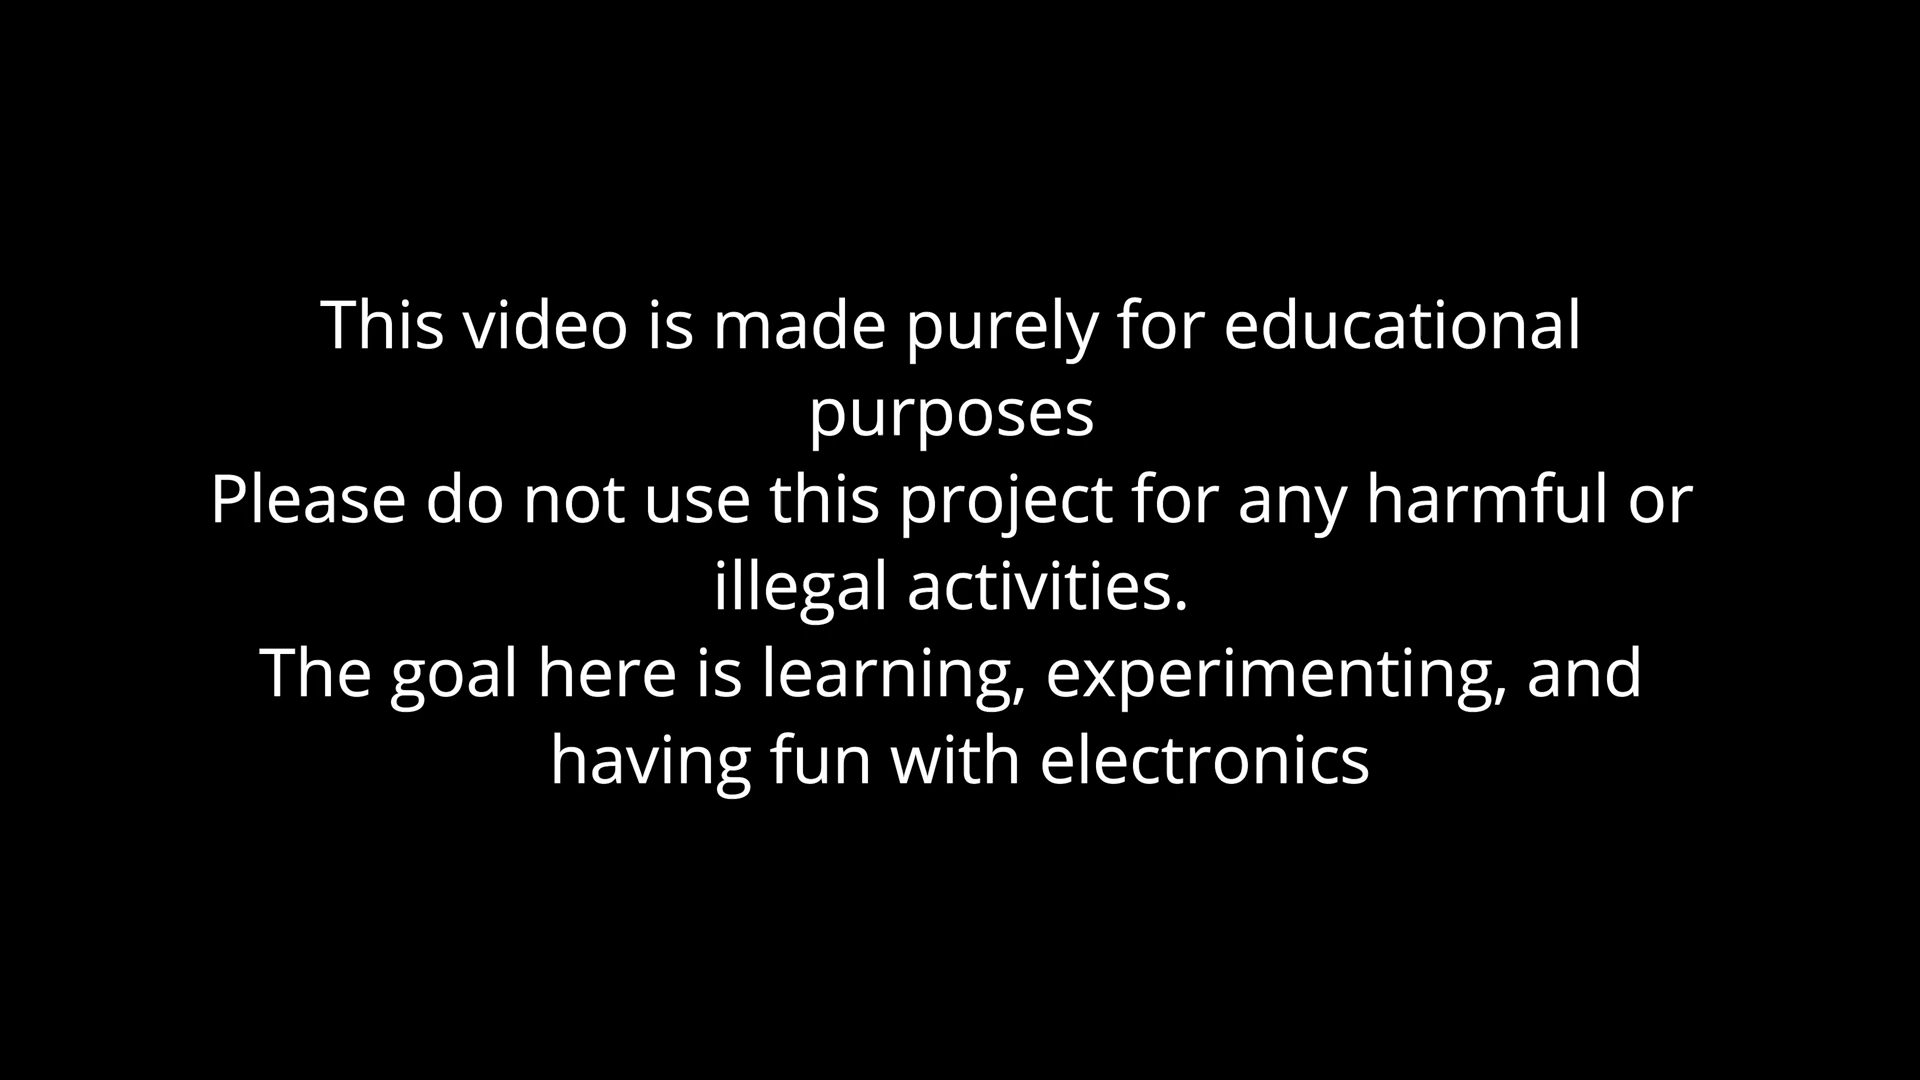 This video is made purely for educational
purposes
Please do not use this project for any harmful or
illegal activities.
The goal here is learning, experimenting, and
having fun with electronics